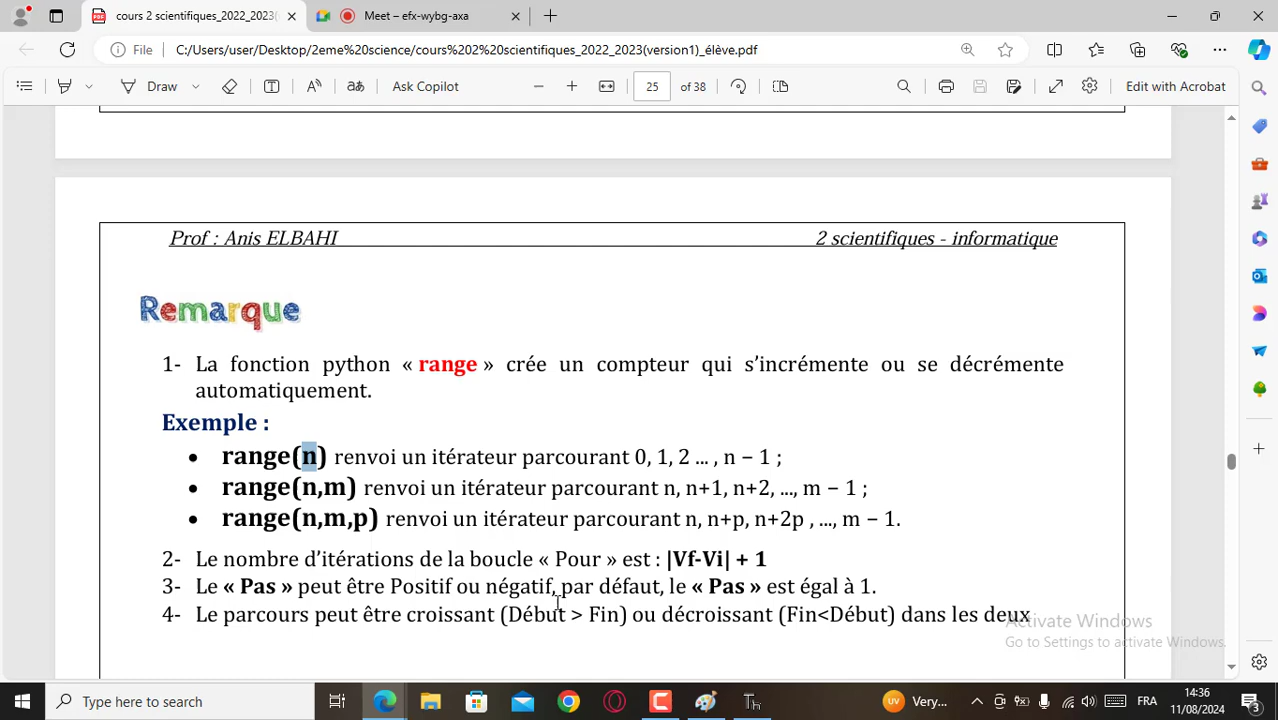 cours 2 scientifiques_2022_2023(
Meet – efx-wybg-axa
File
C:/Users/user/Desktop/2eme%20science/cours%202%20scientifiques_2022_2023(version1)_élève.pdf
Draw
Ask Copilot
25
of 38
Edit with Acrobat
Prof : Anis ELBAHI
2 scientifiques - informatique
Remarque
1- La fonction python « range » crée un compteur qui s’incrémente ou se décrémente
automatiquement.
Exemple :
• range(n) renvoi un itérateur parcourant 0, 1, 2 ... , n − 1 ;
• range(n,m) renvoi un itérateur parcourant n, n+1, n+2, ..., m − 1 ;
• range(n,m,p) renvoi un itérateur parcourant n, n+p, n+2p , ..., m − 1.
2- Le nombre d’itérations de la boucle « Pour » est : |Vf-Vi| + 1
3- Le « Pas » peut être Positif ou négatif, par défaut, le « Pas » est égal à 1.
4- Le parcours peut être croissant (Début > Fin) ou décroissant (Fin<Début) dans les deux
Activate Windows
Go to Settings to activate Windows.
Type here to search
UV
Very...
FRA
14:36
11/08/2024
3